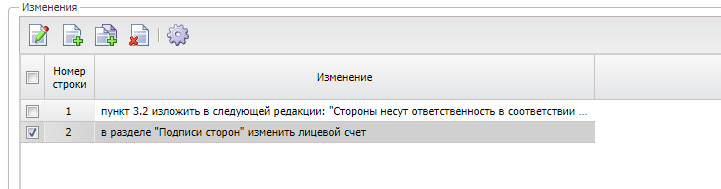 Изменения
Номер строки Изменение
1 пункт 3.2 изложить в следующей редакции: "Стороны несут ответственность в соответствии ...
2 в разделе "Подписи сторон" изменить лицевой счет